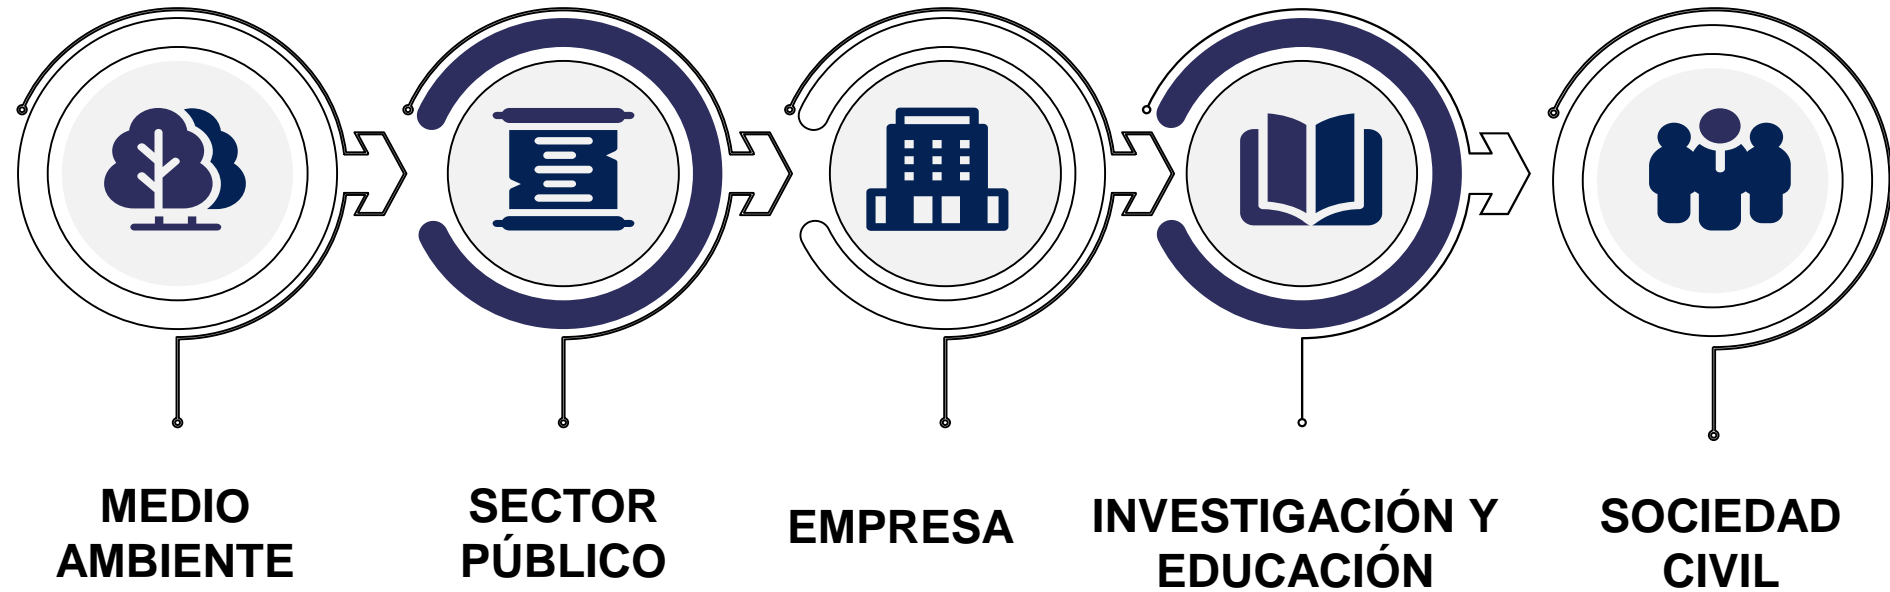 MEDIO
AMBIENTE
SECTOR
PÚBLICO
EMPRESA
INVESTIGACIÓN Y
EDUCACIÓN
SOCIEDAD
CIVIL